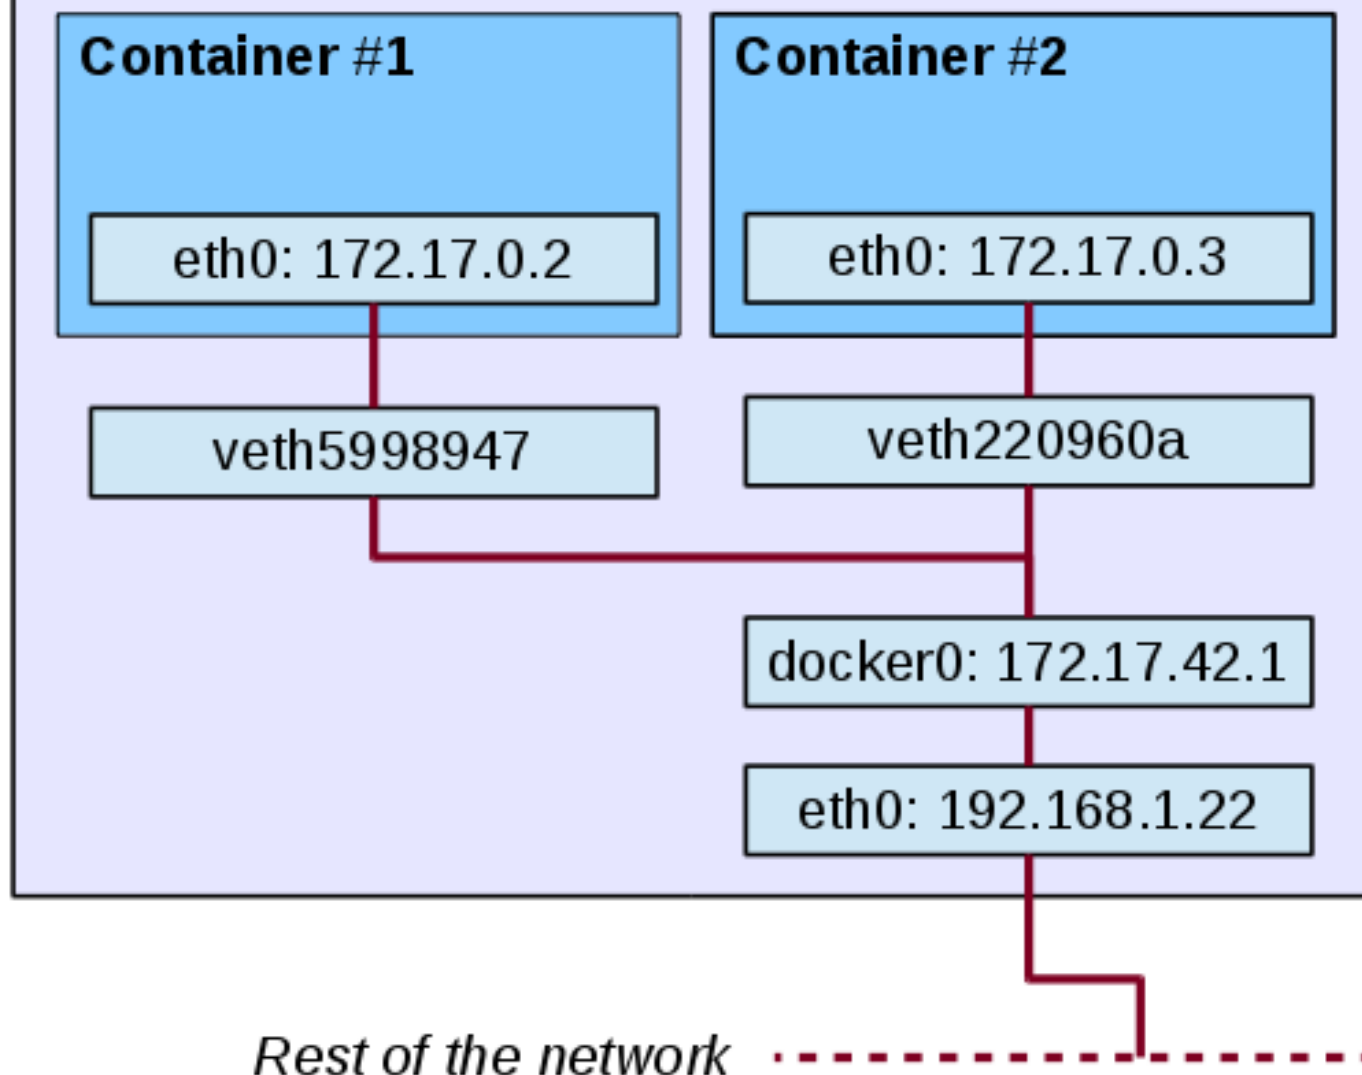 Container #1
Container #2
eth0: 172.17.0.2
eth0: 172.17.0.3
veth5998947
veth220960a
docker0: 172.17.42.1
eth0: 192.168.1.22
Rest of the network